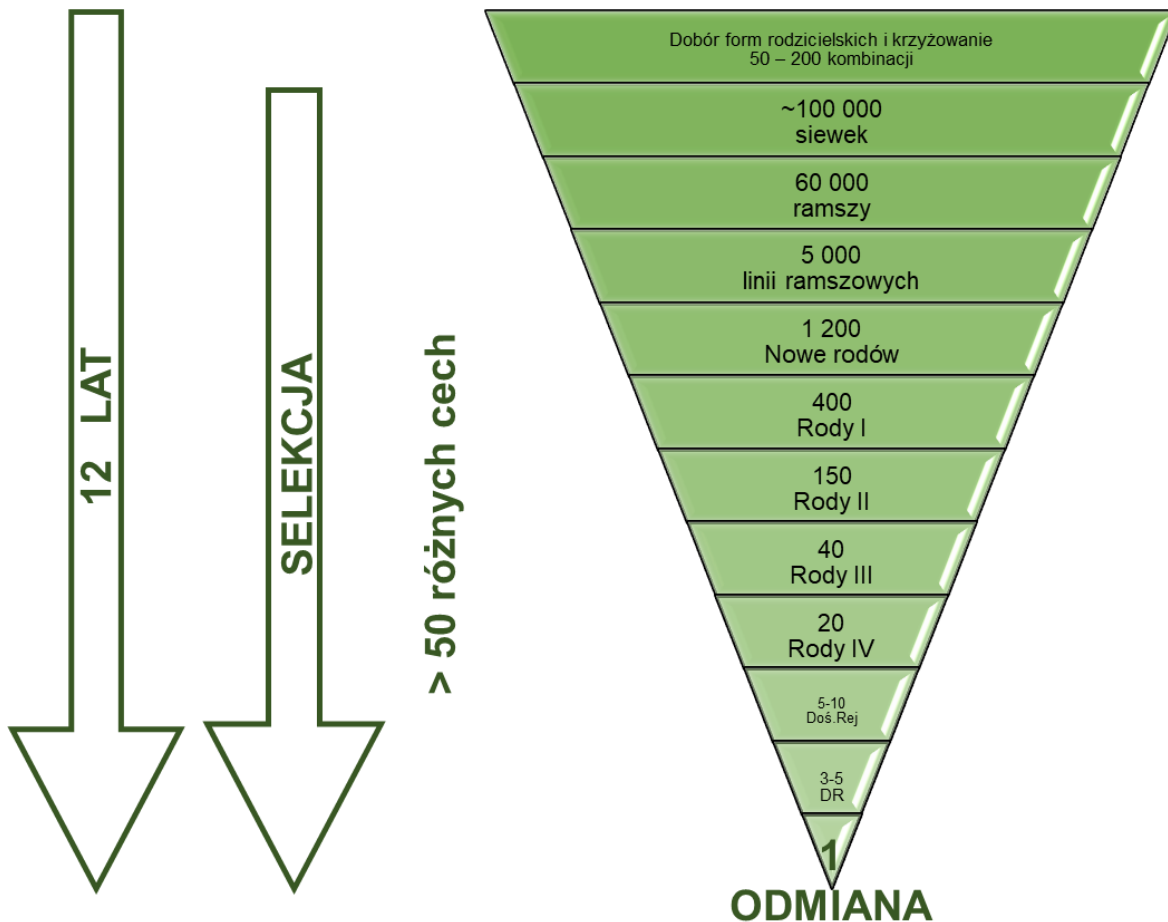 12 LAT
SELEKCJA
> 50 różnych cech
Dobór form rodzicielskich i krzyżowanie
50 – 200 kombinacji
~100 000
siewek
60 000
ramszy
5 000
linii ramszowych
1 200
Nowe rodów
400
Rody I
150
Rody II
40
Rody III
20
Rody IV
5-10
Doś.Rej
3-5
DR
1
ODMIANA